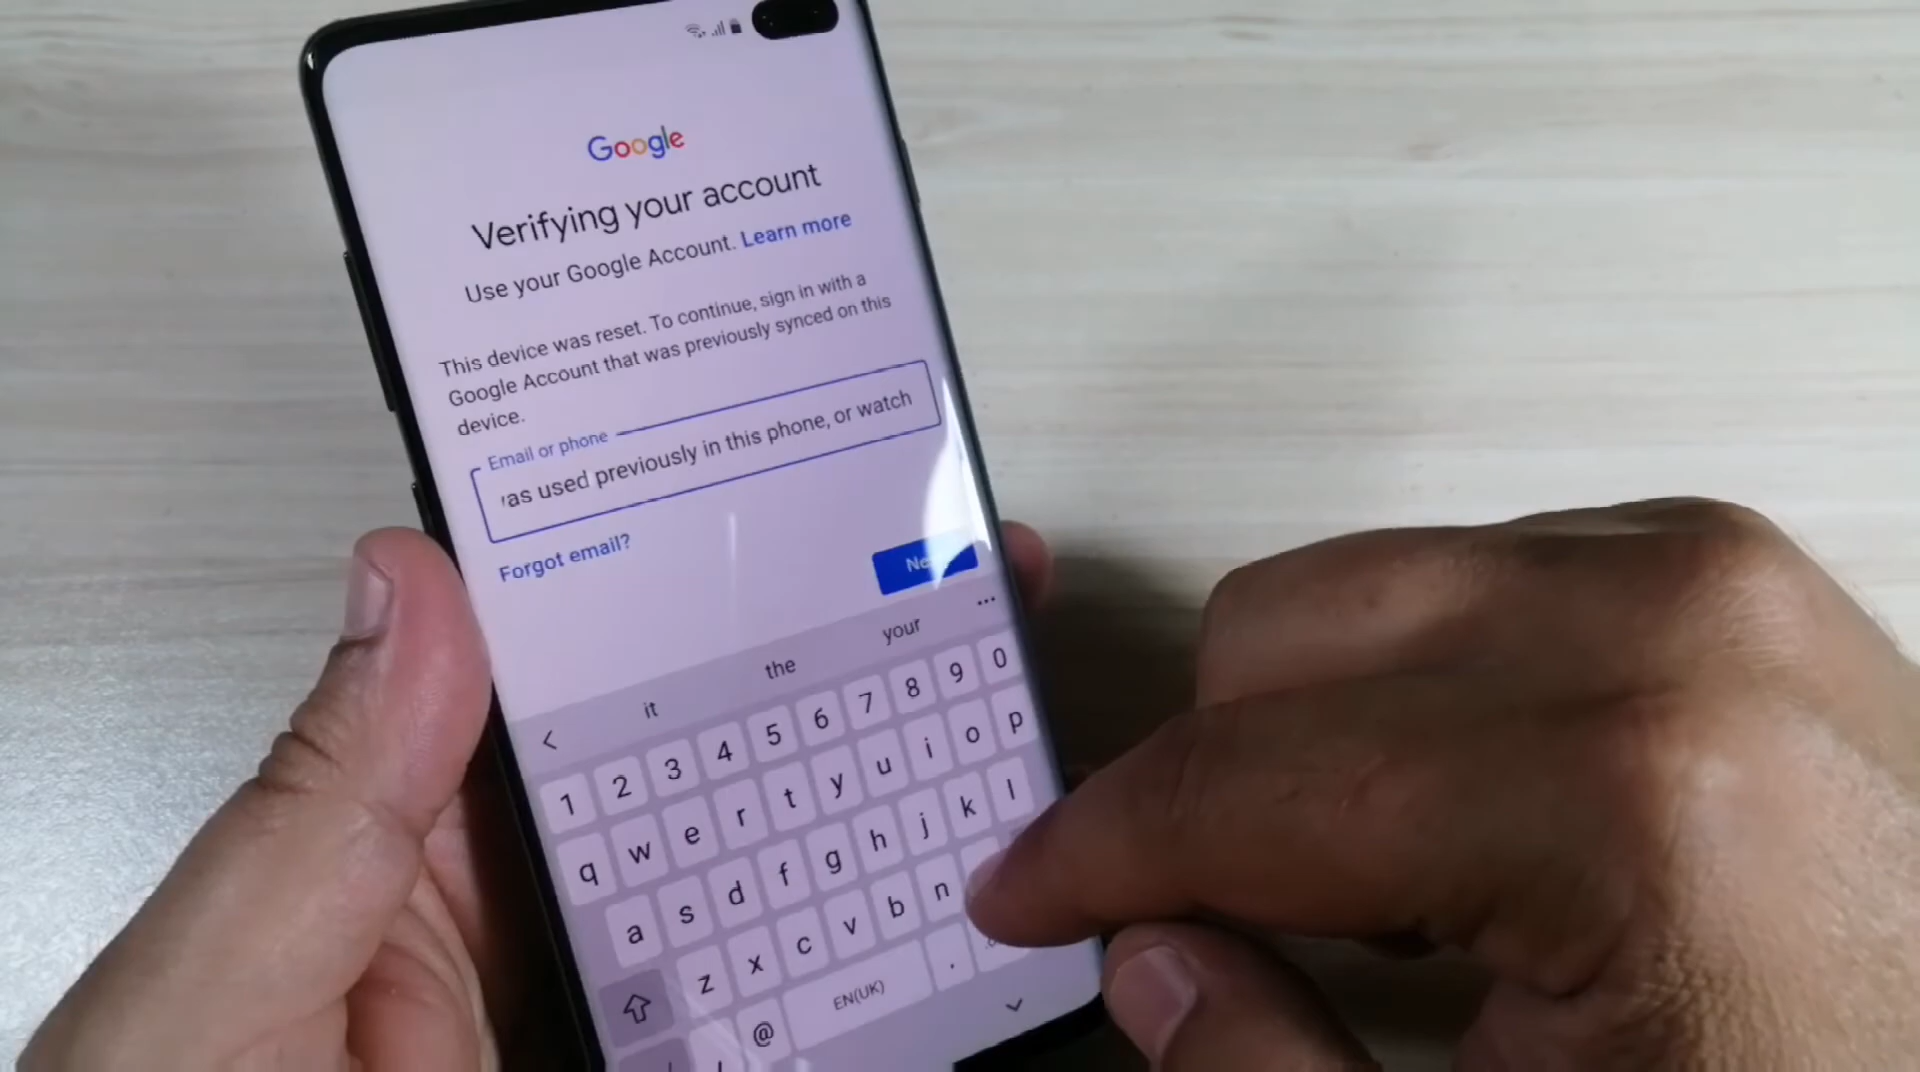 Google
Verifying your account
Use your Google Account. Learn more
This device was reset. To continue, sign in with a
Google Account that was previously synced on this
device.
Email or phone
as used previously in this phone, or watch
Forgot email?
it the your ...
1 2 3 4 5 6 7 8 9 0
q w e r t y u i o p
a s d f g h j k l
z x c v b n
@ EN(UK) .